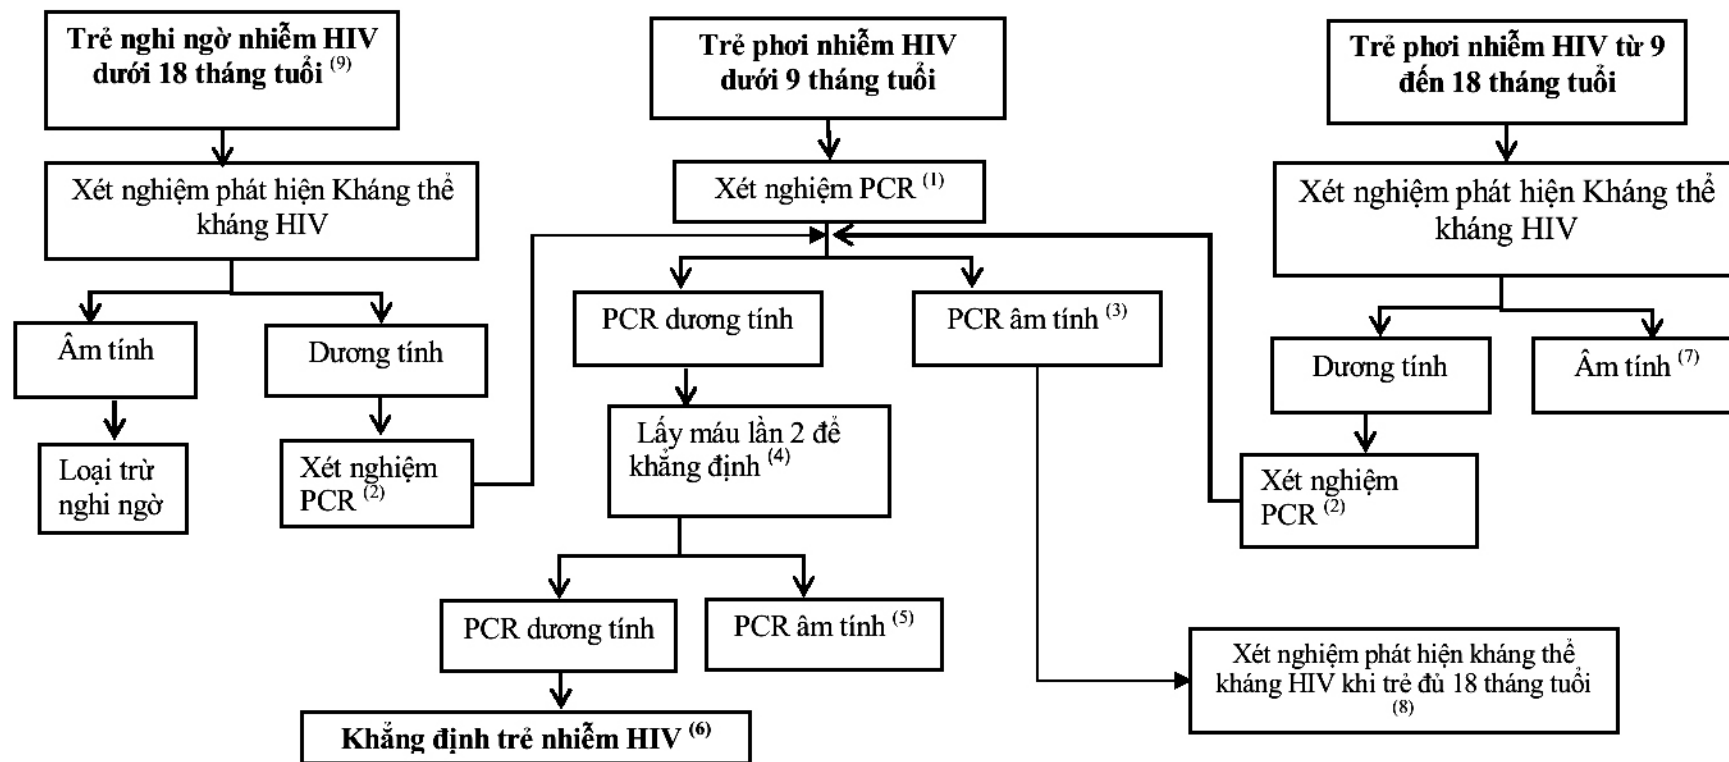 Trẻ nghi ngờ nhiễm HIV
dưới 18 tháng tuổi (9)
Trẻ phơi nhiễm HIV
dưới 9 tháng tuổi
Trẻ phơi nhiễm HIV từ 9
đến 18 tháng tuổi
Xét nghiệm phát hiện Kháng thể
kháng HIV
Xét nghiệm PCR (1)
Xét nghiệm phát hiện Kháng thể
kháng HIV
Âm tính
Dương tính
PCR dương tính
PCR âm tính (3)
Dương tính
Âm tính (7)
Loại trừ
nghi ngờ
Xét nghiệm
PCR (2)
Lấy máu lần 2 để
khẳng định (4)
Xét nghiệm
PCR (2)
PCR dương tính
PCR âm tính (5)
Xét nghiệm phát hiện kháng thể
kháng HIV khi trẻ đủ 18 tháng tuổi
(8)
Khẳng định trẻ nhiễm HIV (6)